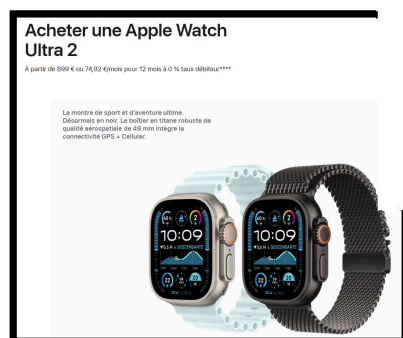 Acheter une Apple Watch
Ultra 2
À partir de 899 € ou 74,92 €/mois pour 12 mois à 0 % taux débiteur****
La montre de sport et d'aventure ultime.
Désormais en noir. Le boîtier en titane robuste de
qualité aérospatiale de 49 mm intègre la
connectivité GPS + Cellular.
10:09
DESCENDANTE
10:09
DESCENDANTE